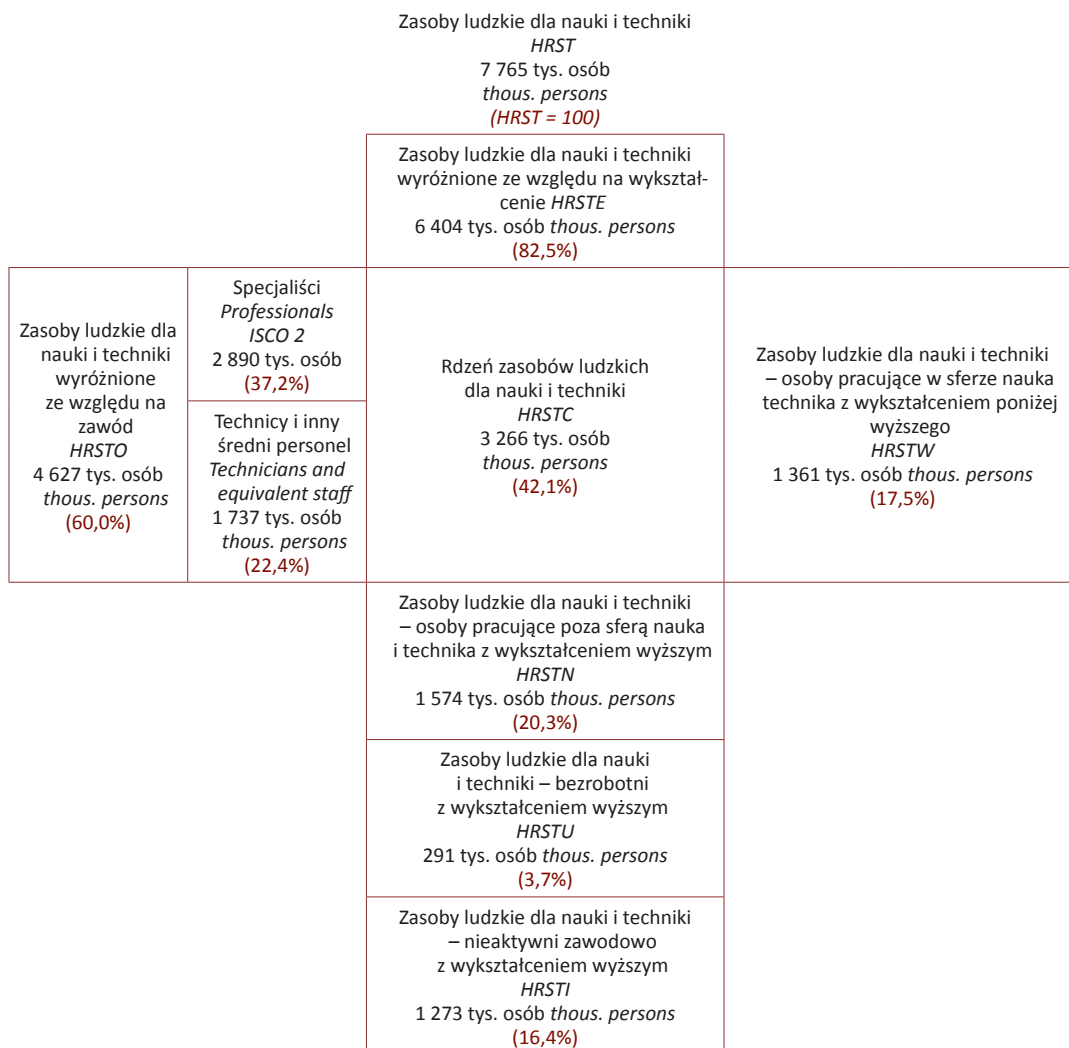 Zasoby ludzkie dla nauki i techniki
HRST
7 765 tys. osób
thous. persons
(HRST = 100)
Zasoby ludzkie dla nauki i techniki
wyróżnione ze względu na wykształ-
cenie HRSTE
6 404 tys. osób thous. persons
(82,5%)
Zasoby ludzkie dla
nauki i techniki
wyróżnione
ze względu na
zawód
HRSTO
4 627 tys. osób
thous. persons
(60,0%)
Specjaliści
Professionals
ISCO 2
2 890 tys. osób
(37,2%)
Technicy i inny
średni personel
Technicians and
equivalent staff
1 737 tys. osób
thous. persons
(22,4%)
Rdzeń zasobów ludzkich
dla nauki i techniki
HRSTC
3 266 tys. osób
thous. persons
(42,1%)
Zasoby ludzkie dla nauki i techniki
– osoby pracujące w sferze nauka
technika z wykształceniem poniżej
wyższego
HRSTW
1 361 tys. osób thous. persons
(17,5%)
Zasoby ludzkie dla nauki i techniki
– osoby pracujące poza sferą nauka
i technika z wykształceniem wyższym
HRSTN
1 574 tys. osób thous. persons
(20,3%)
Zasoby ludzkie dla nauki
i techniki – bezrobotni
z wykształceniem wyższym
HRSTU
291 tys. osób thous. persons
(3,7%)
Zasoby ludzkie dla nauki i techniki
– nieaktywni zawodowo
z wykształceniem wyższym
HRSTI
1 273 tys. osób thous. persons
(16,4%)